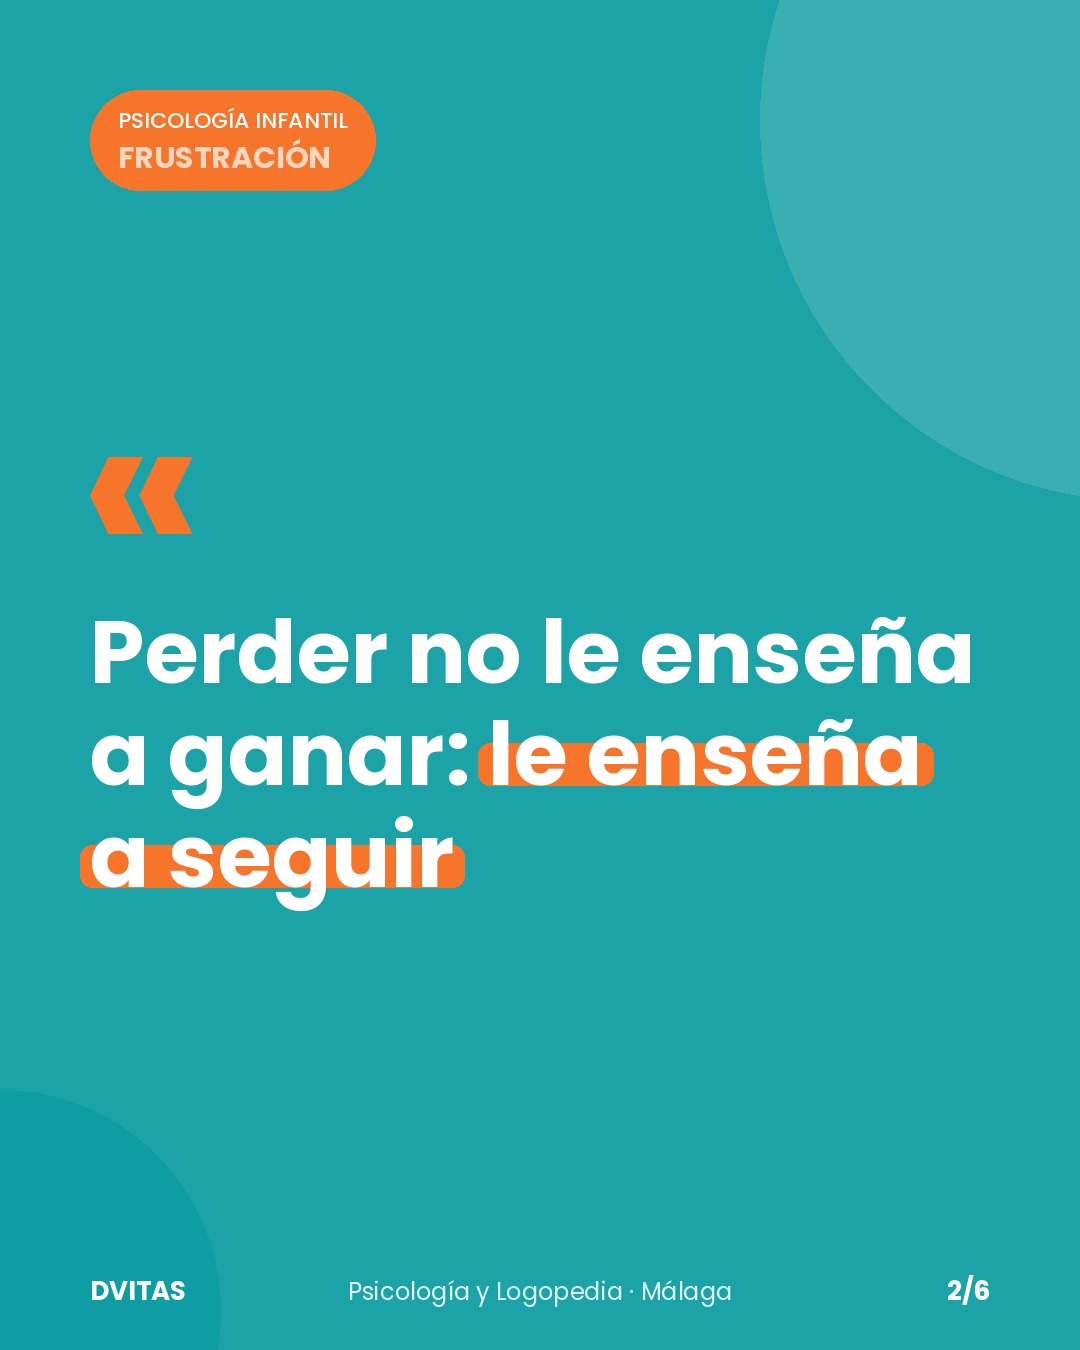 PSICOLOGÍA INFANTIL
FRUSTRACIÓN
«
Perder no le enseña
a ganar: le enseña
a seguir
DVITAS
Psicología y Logopedia · Málaga
2/6